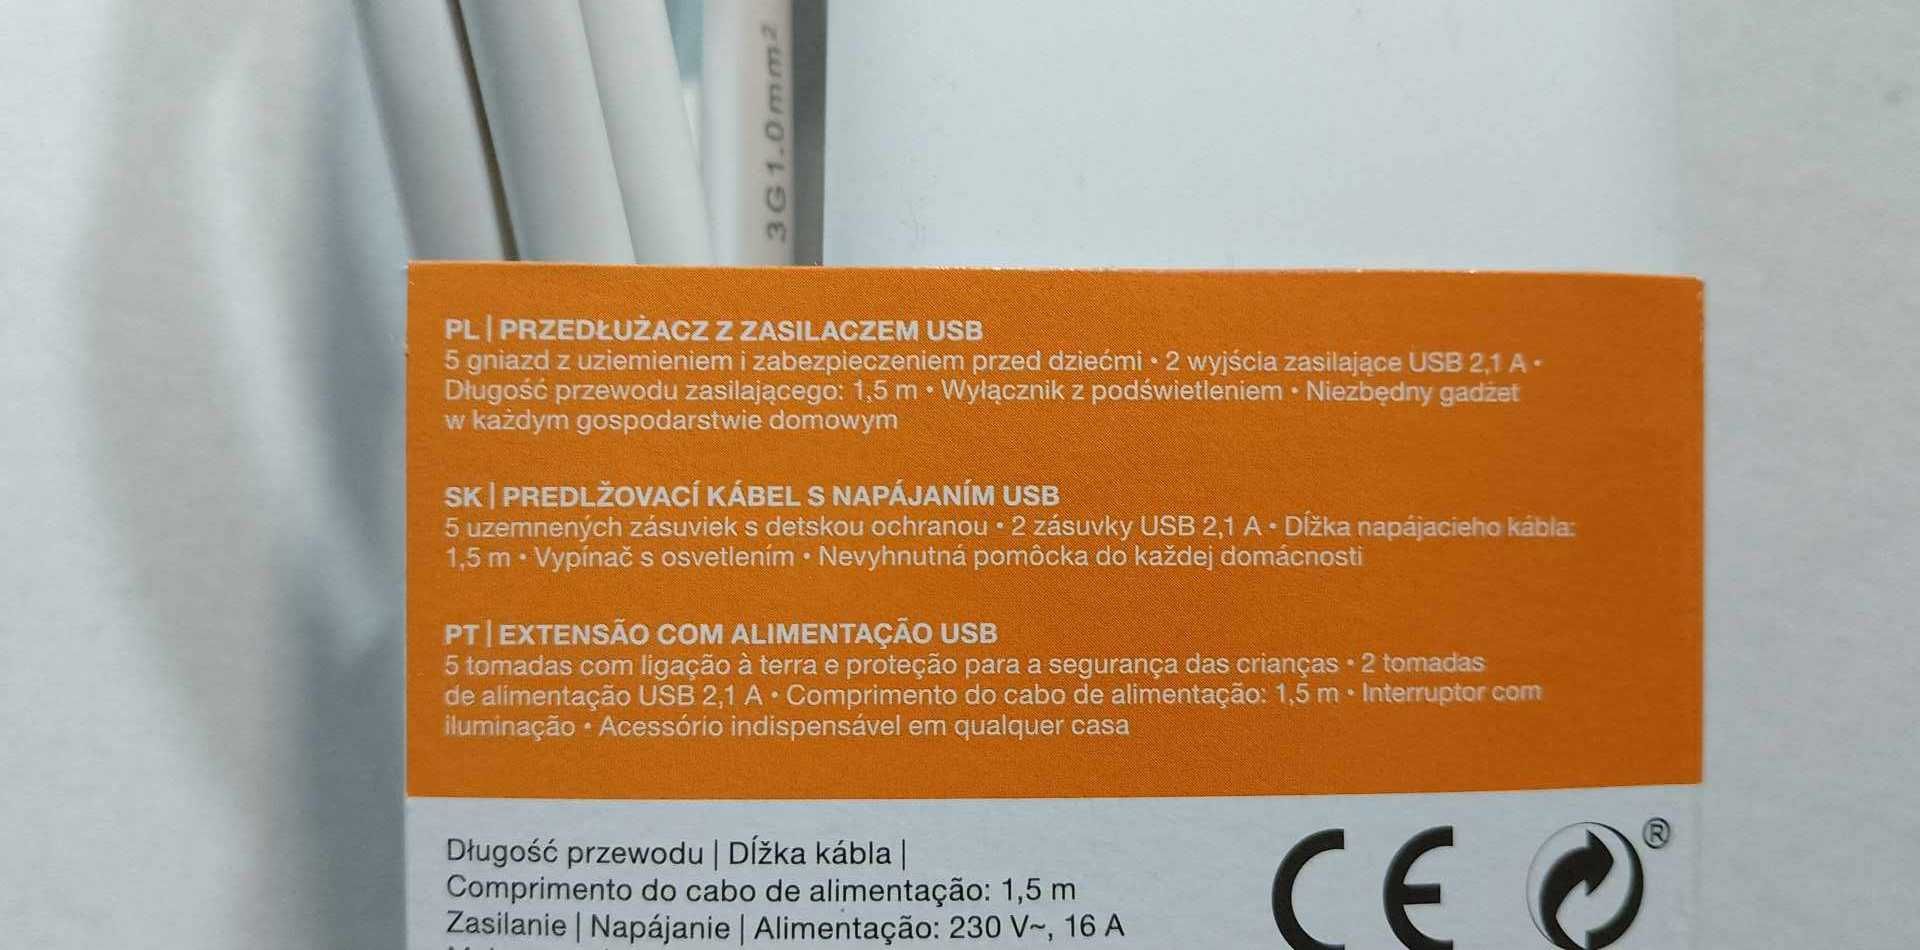 3G1.0mm²
PL | PRZEDŁUŻACZ Z ZASILACZEM USB
5 gniazd z uziemieniem i zabezpieczeniem przed dziećmi • 2 wyjścia zasilające USB 2,1 A •
Długość przewodu zasilającego: 1,5 m • Wyłącznik z podświetleniem • Niezbędny gadżet
w każdym gospodarstwie domowym
SK | PREDLŽOVACÍ KÁBEL S NAPÁJANÍM USB
5 uzemnených zásuviek s detskou ochranou • 2 zásuvky USB 2,1 A • Dĺžka napájacieho kábla:
1,5 m • Vypínač s osvetlením • Nevyhnutná pomôcka do každej domácnosti
PT | EXTENSÃO COM ALIMENTAÇÃO USB
5 tomadas com ligação à terra e proteção para a segurança das crianças • 2 tomadas
de alimentação USB 2,1 A • Comprimento do cabo de alimentação: 1,5 m • Interruptor com
iluminação • Acessório indispensável em qualquer casa
Długość przewodu | Dĺžka kábla |
Comprimento do cabo de alimentação: 1,5 m
Zasilanie | Napájanie | Alimentação: 230 V~, 16 A
CE ®